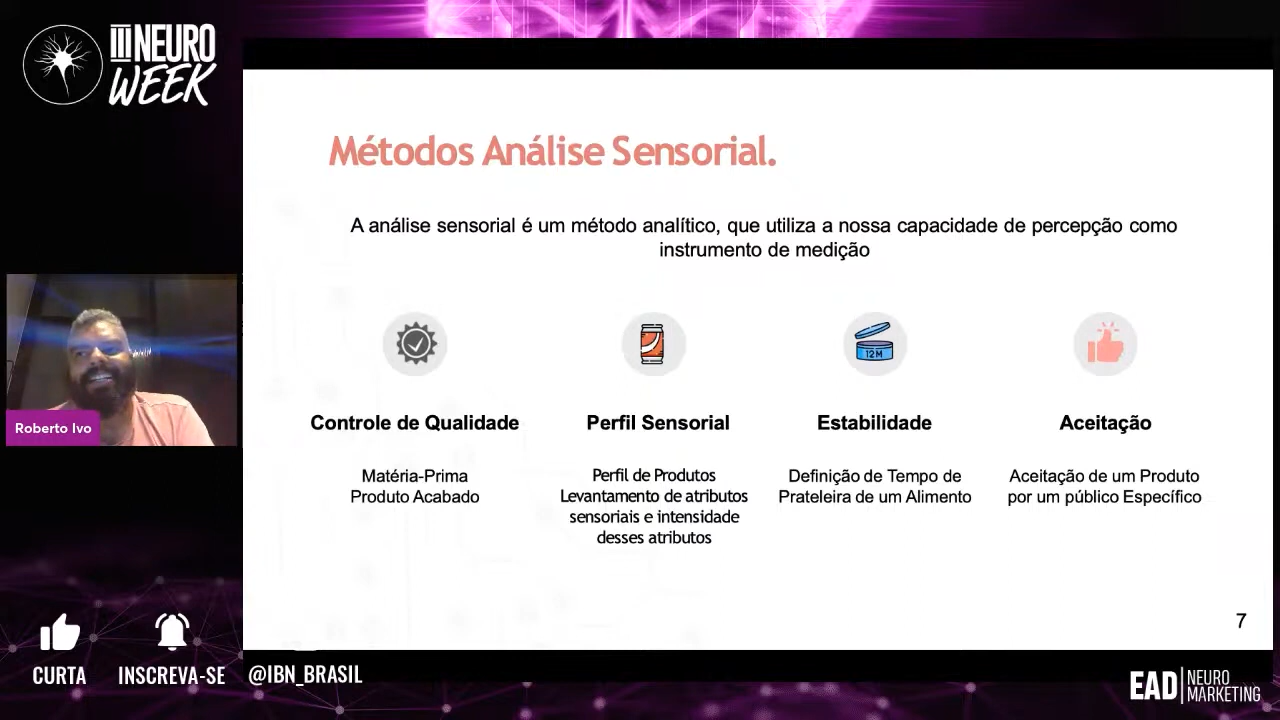 III NEURO
WEEK
Métodos Análise Sensorial.
A análise sensorial é um método analítico, que utiliza a nossa capacidade de percepção como
instrumento de medição
12M
Controle de Qualidade
Matéria-Prima
Produto Acabado
Perfil Sensorial
Perfil de Produtos
Levantamento de atributos
sensoriais e intensidade
desses atributos
Estabilidade
Definição de Tempo de
Prateleira de um Alimento
Aceitação
Aceitação de um Produto
por um público Específico
7
Roberto Ivo
CURTA
INSCREVA-SE
@IBN_BRASIL
EAD NEURO
MARKETING